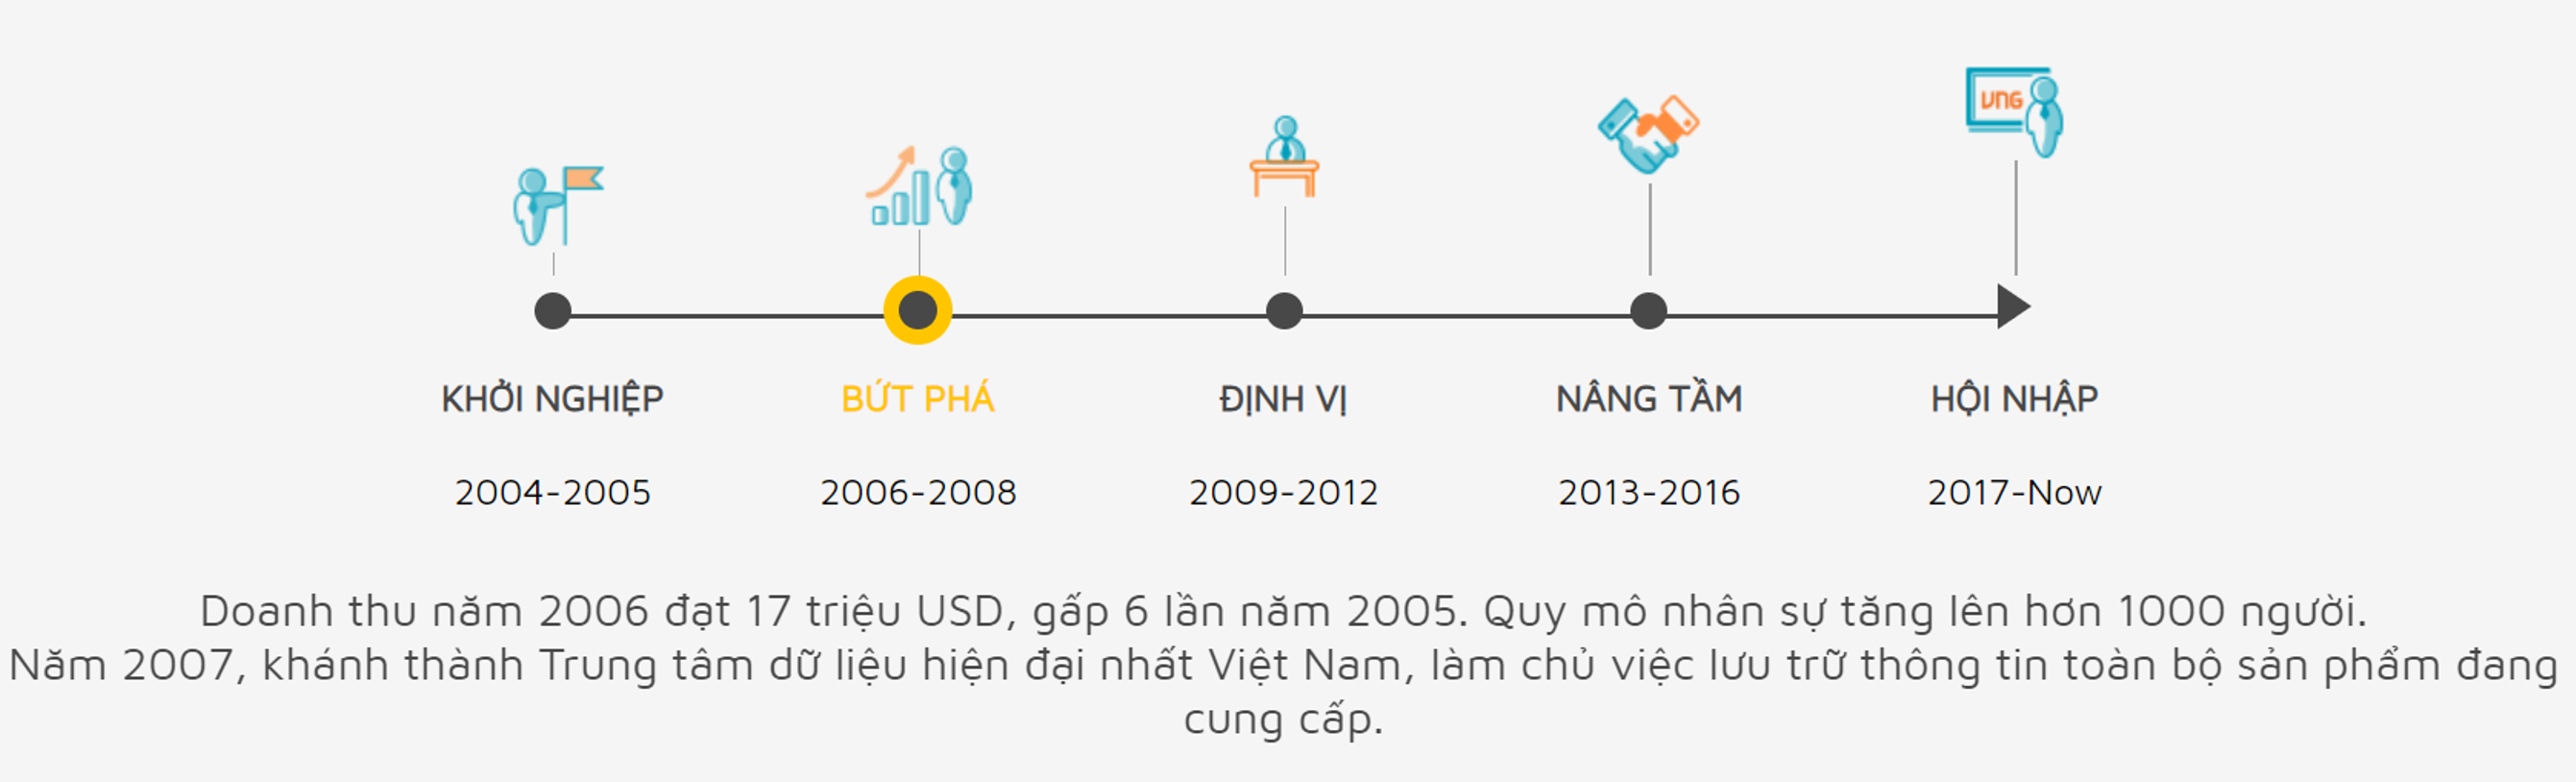 VNG
KHỞI NGHIỆP
BỨT PHÁ
ĐỊNH VỊ
NÂNG TẦM
HỘI NHẬP
2004-2005
2006-2008
2009-2012
2013-2016
2017-Now
Doanh thu năm 2006 đạt 17 triệu USD, gấp 6 lần năm 2005. Quy mô nhân sự tăng lên hơn 1000 người.
Năm 2007, khánh thành Trung tâm dữ liệu hiện đại nhất Việt Nam, làm chủ việc lưu trữ thông tin toàn bộ sản phẩm đang
cung cấp.